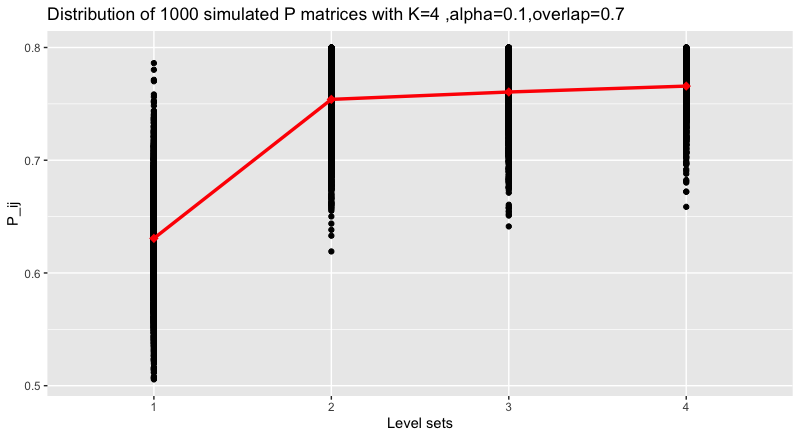 Distribution of 1000 simulated P matrices with K=4 ,alpha=0.1,overlap=0.7
P_ij
0.8
0.7
0.6
0.5
1 2 3 4
Level sets